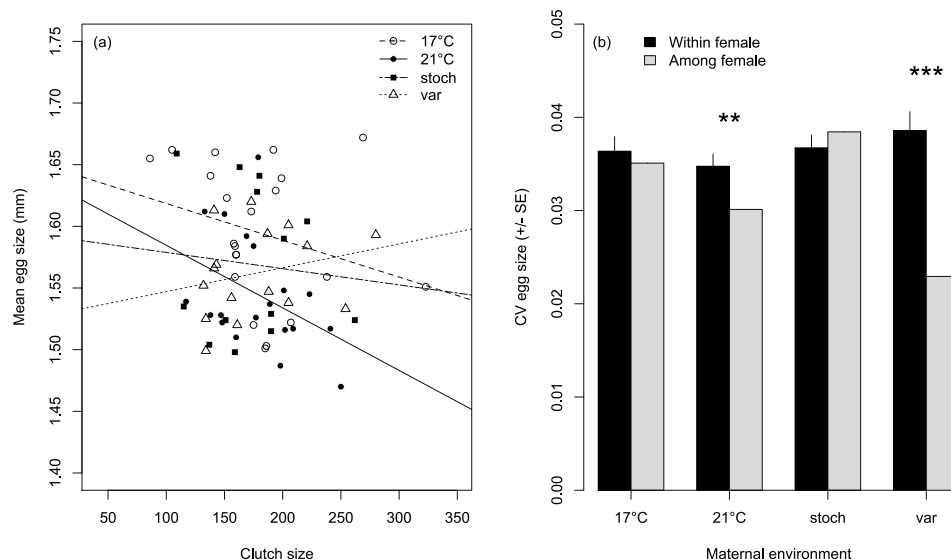 (a)
17°C
21°C
stoch
var
Mean egg size (mm)
1.75
1.70
1.65
1.60
1.55
1.50
1.45
1.40
50 100 150 200 250 300 350
Clutch size
(b)
Within female
Among female
**
***
CV egg size (+/- SE)
0.05
0.04
0.03
0.02
0.01
0.00
17°C 21°C stoch var
Maternal environment